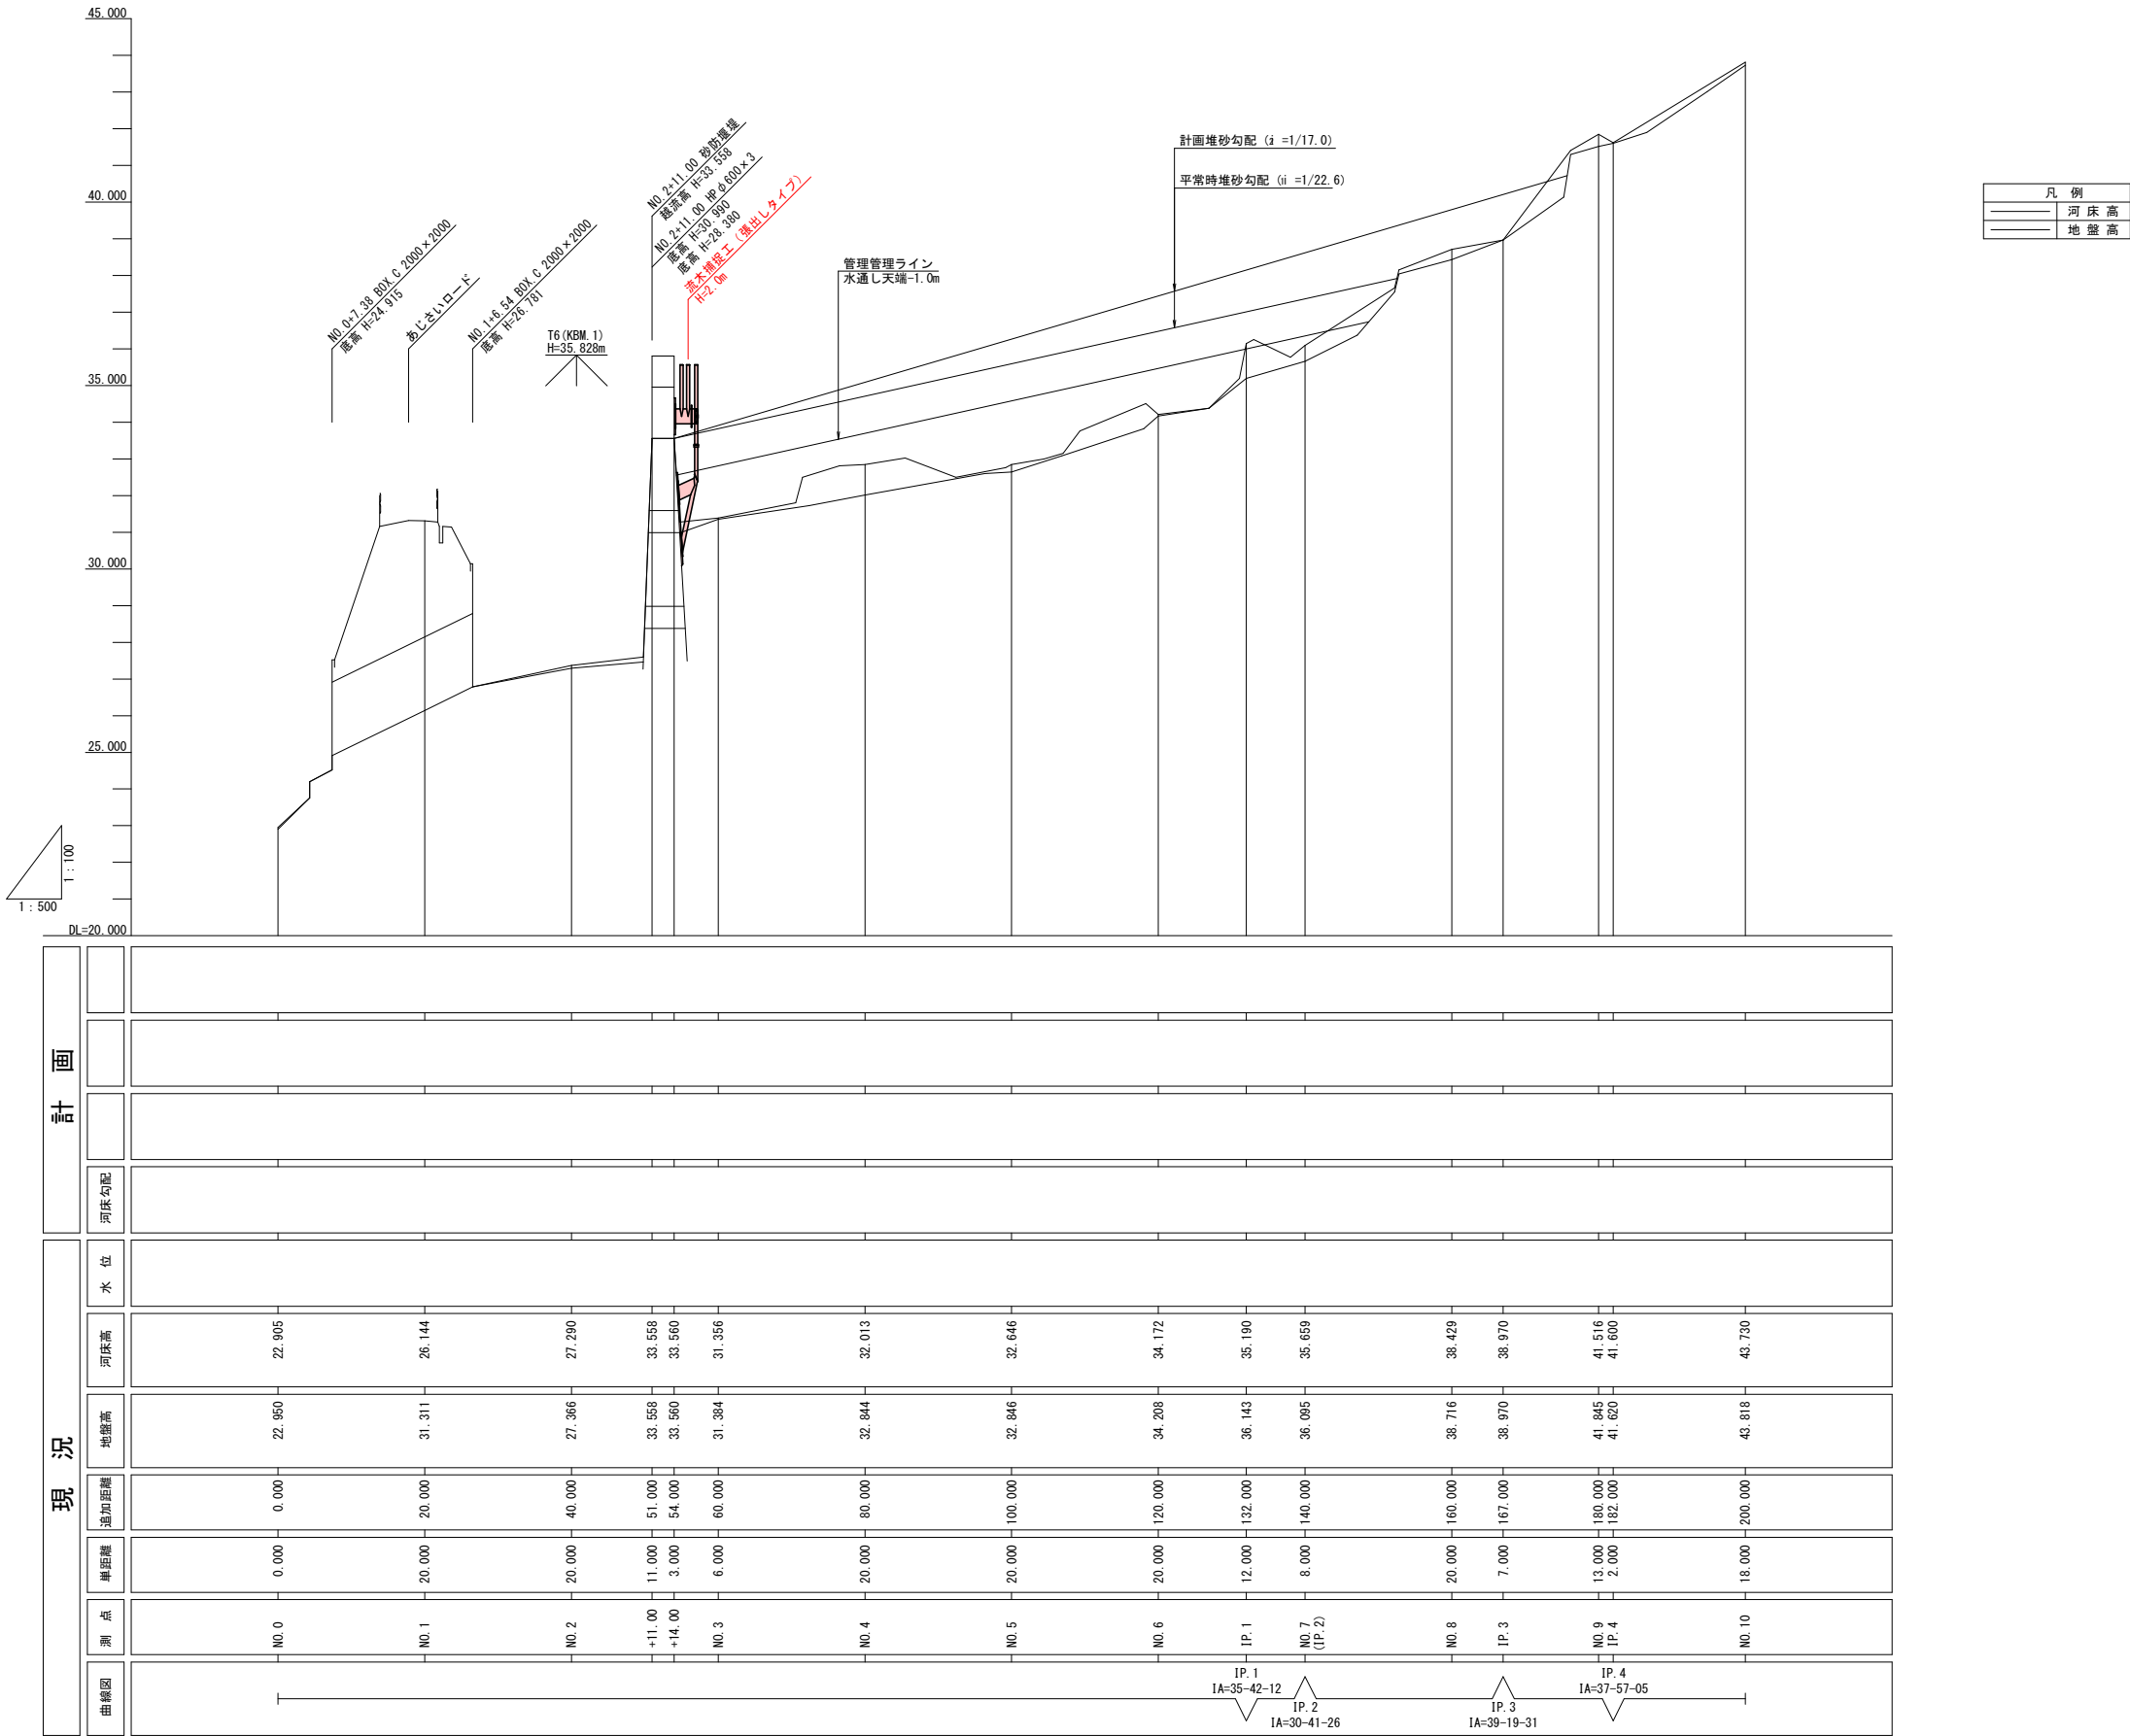 45.000
40.000
35.000
30.000
25.000
DL=20.000
1:100
1:500
NO.0+7.38 BOX.C 2000×2000
底高 H=24.915
あじさいロード
NO.1+6.54 BOX.C 2000×2000
底高 H=26.781
T6(KBM.1)
H=35.828m
NO.2+11.00 砂防堰堤
越流高 H=33.558
NO.2+11.00 HPφ600×3
底高 H=30.990
底高 H=28.380
流木捕捉工（張出しタイプ）
H=2.0m
管理管理ライン
水通し天端-1.0m
計画堆砂勾配 ( =1/17.0)
平常時堆砂勾配 ( =1/22.6)
凡 例
河 床 高
地 盤 高
計 画
河床勾配
現 況
水 位
河床高
22.905 26.144 27.290 33.558 33.560 31.356 32.013 32.646 34.172 35.190 35.659 38.429 38.970 41.516 41.600 43.730
地盤高
22.950 31.311 27.366 33.558 33.560 31.384 32.844 32.846 34.208 36.143 36.095 38.716 38.970 41.845 41.620 43.818
追加距離
0.000 20.000 40.000 51.000 54.000 60.000 80.000 100.000 120.000 132.000 140.000 160.000 167.000 180.000 182.000 200.000
単距離
0.000 20.000 20.000 11.000 3.000 6.000 20.000 20.000 20.000 12.000 8.000 20.000 7.000 13.000 2.000 18.000
測 点
NO.0 NO.1 NO.2 +11.00 +14.00 NO.3 NO.4 NO.5 NO.6 IP.1 NO.7 (IP.2) NO.8 IP.3 NO.9 IP.4 NO.10
曲線図
IP.1
IA=35-42-12
IP.2
IA=30-41-26
IP.3
IA=39-19-31
IP.4
IA=37-57-05